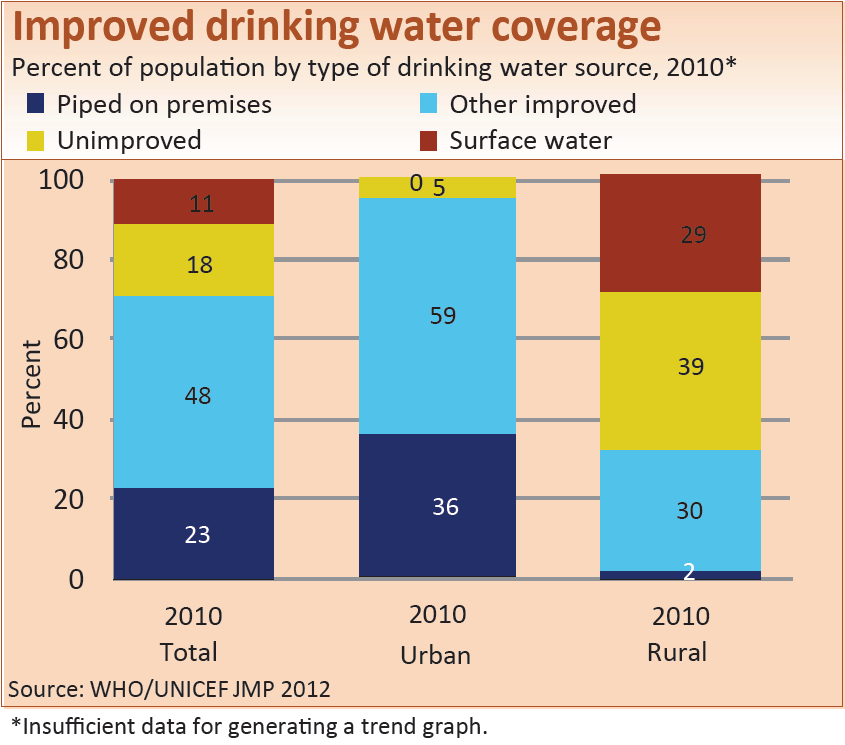 Improved drinking water coverage
Percent of population by type of drinking water source, 2010*
Piped on premises
Other improved
Unimproved
Surface water
Percent
100
80
60
40
20
0
11
18
48
23
0 5
59
36
29
39
30
2
2010
Total
2010
Urban
2010
Rural
Source: WHO/UNICEF JMP 2012
*Insufficient data for generating a trend graph.